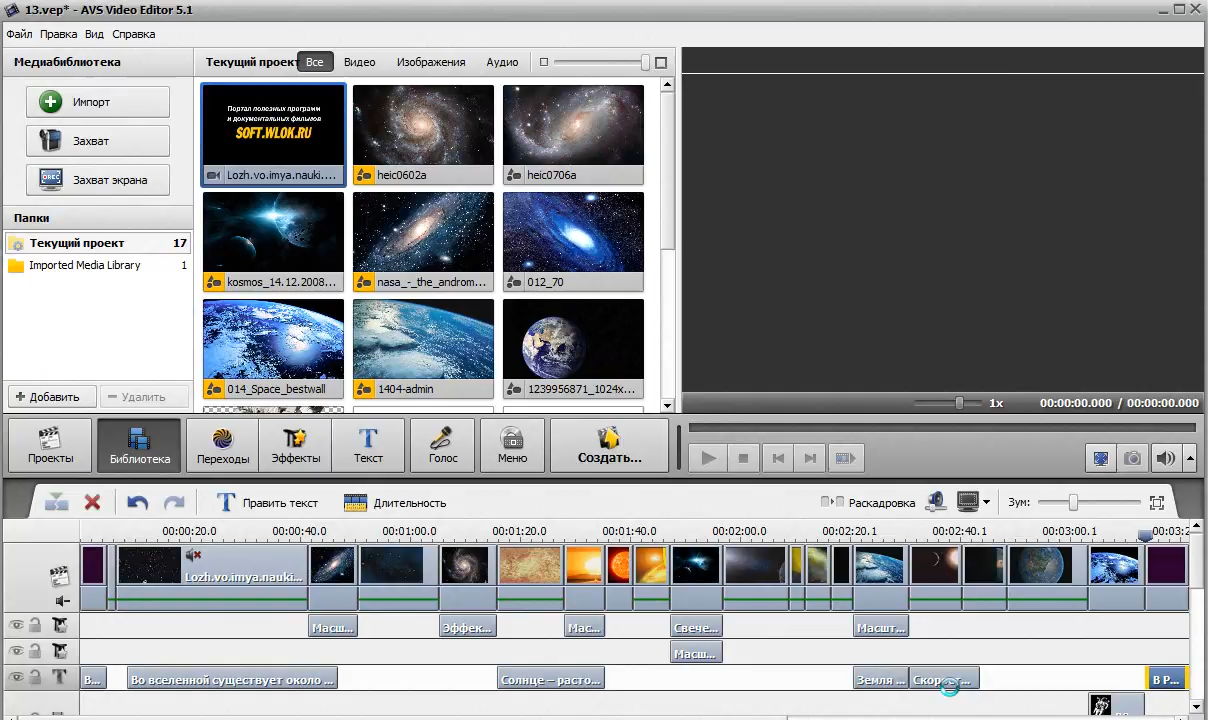 13.vep* - AVS Video Editor 5.1
Файл Правка Вид Справка
Медиабиблиотека
Текущий проект Все Видео Изображения Аудио
Импорт
Захват
Захват экрана
Портал полезных программ
и документальных фильмов
SOFT.WLOK.RU
Lozh.vo.imya.nauki.... heic0602a heic0706a
Папки
Текущий проект 17
Imported Media Library 1
kosmos_14.12.2008... nasa_-_the_androm... 012_70
014_Space_bestwall 1404-admin 1239956871_1024x...
Добавить Удалить
1x 00:00:00.000 / 00:00:00.000
Проекты Библиотека Переходы Эффекты Текст Голос Меню Создать...
Править текст Длительность Раскадровка Зум:
00:00:20.0 00:00:40.0 00:01:00.0 00:01:20.0 00:01:40.0 00:02:00.0 00:02:20.1 00:02:40.1 00:03:00.1 00:03:2
Lozh.vo.imya.nauki...
Масш... Эффек... Мас... Свече... Масшт...
Масш...
В... Во вселенной существует около ... Солнце – расто... Земля ... Скорост... В Р...